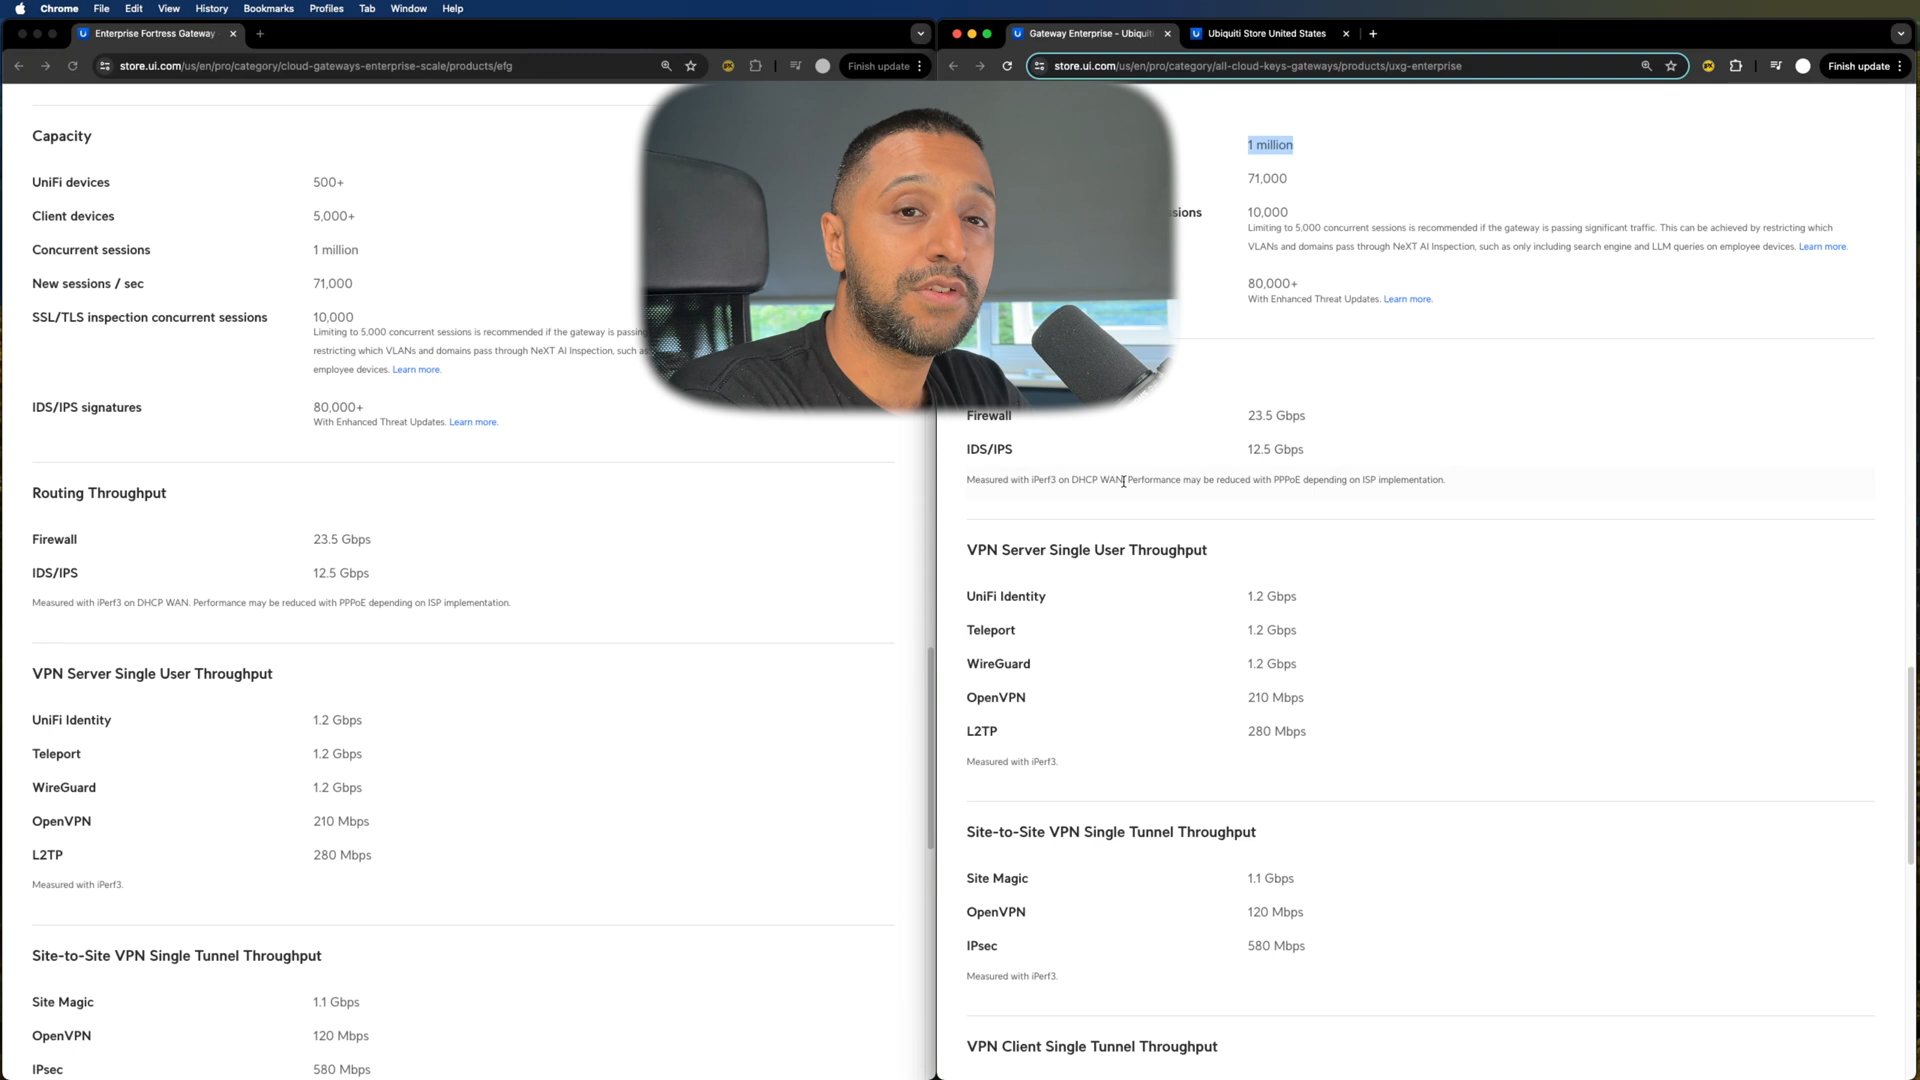 Chrome File Edit View History Bookmarks Profiles Tab Window Help
Enterprise Fortress Gateway
store.ui.com/us/en/pro/category/cloud-gateways-enterprise-scale/products/efg
Finish update
Capacity
UniFi devices 500+
Client devices 5,000+
Concurrent sessions 1 million
New sessions / sec 71,000
SSL/TLS inspection concurrent sessions 10,000
Limiting to 5,000 concurrent sessions is recommended if the gateway is passing
restricting which VLANs and domains pass through NeXT AI Inspection, such as
employee devices. Learn more.
IDS/IPS signatures 80,000+
With Enhanced Threat Updates. Learn more.
Routing Throughput
Firewall 23.5 Gbps
IDS/IPS 12.5 Gbps
Measured with iPerf3 on DHCP WAN. Performance may be reduced with PPPoE depending on ISP implementation.
VPN Server Single User Throughput
UniFi Identity 1.2 Gbps
Teleport 1.2 Gbps
WireGuard 1.2 Gbps
OpenVPN 210 Mbps
L2TP 280 Mbps
Measured with iPerf3.
Site-to-Site VPN Single Tunnel Throughput
Site Magic 1.1 Gbps
OpenVPN 120 Mbps
IPsec 580 Mbps
Gateway Enterprise - Ubiquiti
Ubiquiti Store United States
store.ui.com/us/en/pro/category/all-cloud-keys-gateways/products/uxg-enterprise
Finish update
1 million
71,000
10,000
Limiting to 5,000 concurrent sessions is recommended if the gateway is passing significant traffic. This can be achieved by restricting which
VLANs and domains pass through NeXT AI Inspection, such as only including search engine and LLM queries on employee devices. Learn more.
80,000+
With Enhanced Threat Updates. Learn more.
Firewall 23.5 Gbps
IDS/IPS 12.5 Gbps
Measured with iPerf3 on DHCP WAN. Performance may be reduced with PPPoE depending on ISP implementation.
VPN Server Single User Throughput
UniFi Identity 1.2 Gbps
Teleport 1.2 Gbps
WireGuard 1.2 Gbps
OpenVPN 210 Mbps
L2TP 280 Mbps
Measured with iPerf3.
Site-to-Site VPN Single Tunnel Throughput
Site Magic 1.1 Gbps
OpenVPN 120 Mbps
IPsec 580 Mbps
Measured with iPerf3.
VPN Client Single Tunnel Throughput